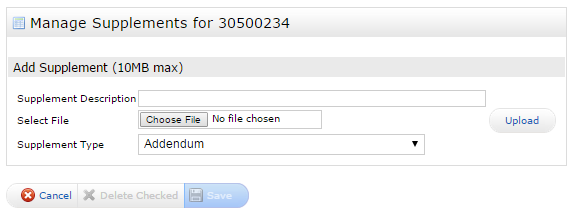 Manage Supplements for 30500234
Add Supplement (10MB max)
Supplement Description
Select File Choose File No file chosen Upload
Supplement Type Addendum
Cancel Delete Checked Save